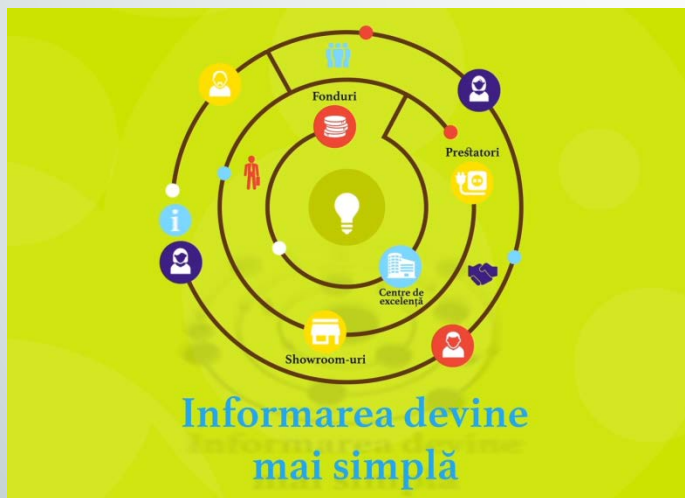 Fonduri
Prestatori
i
Centre de
excelență
Showroom-uri
Informarea devine
mai simplă